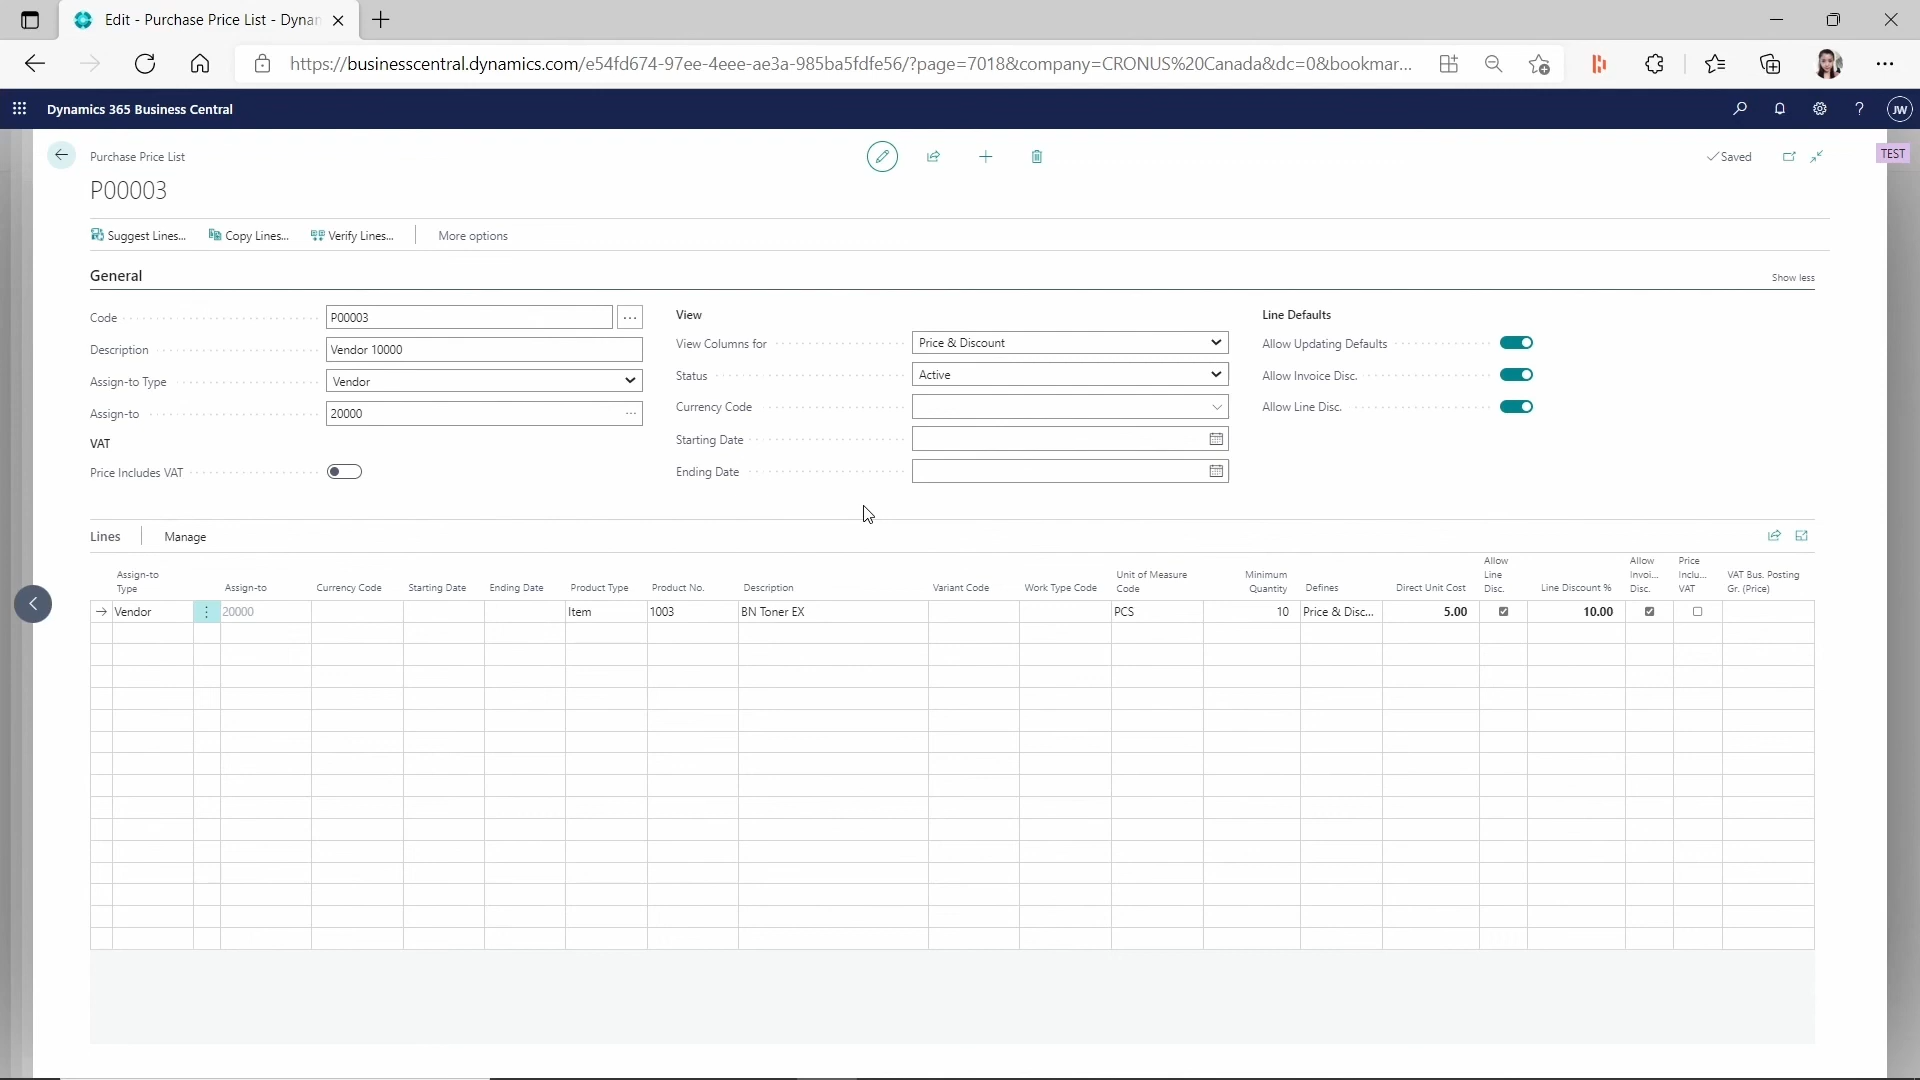 Edit - Purchase Price List - Dynan
https://businesscentral.dynamics.com/e54fd674-97ee-4eee-ae3a-985ba5fdfe56/?page=7018&company=CRONUS%20Canada&dc=0&bookmar...
Dynamics 365 Business Central
JW
Purchase Price List
Saved
TEST
P00003
Suggest Lines...
Copy Lines...
Verify Lines...
More options
General
Show less
Code
P00003
Description
Vendor 10000
Assign-to Type
Vendor
Assign-to
20000
VAT
Price Includes VAT
View
View Columns for
Price & Discount
Status
Active
Currency Code
Starting Date
Ending Date
Line Defaults
Allow Updating Defaults
Allow Invoice Disc.
Allow Line Disc.
Lines
Manage
Assign-to
Type
Assign-to
Currency Code
Starting Date
Ending Date
Product Type
Product No.
Description
Variant Code
Work Type Code
Unit of Measure
Code
Minimum
Quantity
Defines
Direct Unit Cost
Allow
Line
Disc.
Line Discount %
Allow
Invoi...
Disc.
Price
Inclu...
VAT
VAT Bus. Posting
Gr. (Price)
Vendor 20000 Item 1003 BN Toner EX PCS 10 Price & Disc... 5.00 10.00